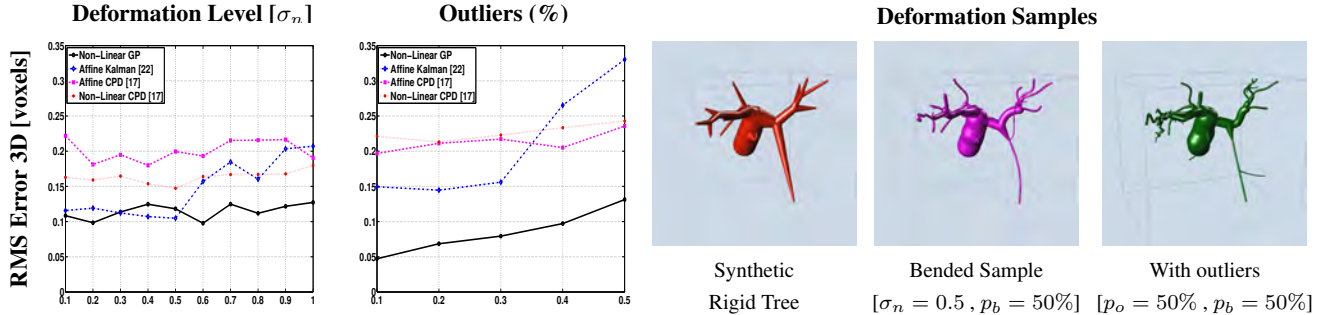 Deformation Level [σn]
Outliers (%)
Deformation Samples
RMS Error 3D [voxels]
0.35
0.3
0.25
0.2
0.15
0.1
0.05
0
Non−Linear GP
Affine Kalman [22]
Affine CPD [17]
Non−Linear CPD [17]
0.1 0.2 0.3 0.4 0.5 0.6 0.7 0.8 0.9 1
0.35
0.3
0.25
0.2
0.15
0.1
0.05
0
Non−Linear GP
Affine Kalman [22]
Affine CPD [17]
Non−Linear CPD [17]
0.1 0.2 0.3 0.4 0.5
Synthetic
Rigid Tree
Bended Sample
[σn = 0.5 , pb = 50%]
With outliers
[po = 50% , pb = 50%]